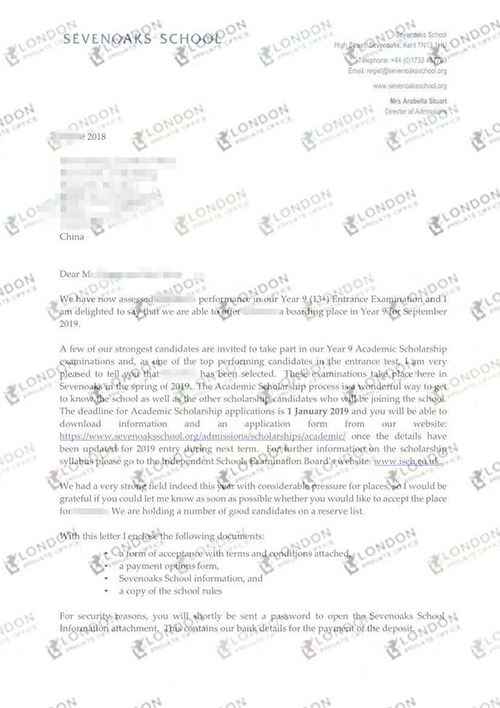 SEVENOAKS SCHOOL
Sevenoaks School
High Street, Sevenoaks, Kent TN13 1HU
Telephone: +44 (0)1732 467703
Email: regist@sevenoaksschool.org
www.sevenoaksschool.org
Mrs Arabella Stuart
Director of Admissions
2018
China
Dear M
We have now assessed performance in our Year 9 (13+) Entrance Examination and I
am delighted to say that we are able to offer a boarding place in Year 9 for September
2019.
A few of our strongest candidates are invited to take part in our Year 9 Academic Scholarship
examinations and, as one of the top performing candidates in the entrance test, I am very
pleased to tell you that has been selected. These examinations take place here in
Sevenoaks in the spring of 2019. The Academic Scholarship process is a wonderful way to get
to know the school as well as the other scholarship candidates who will be joining the school.
The deadline for Academic Scholarship applications is 1 January 2019 and you will be able to
download information and an application form from our website:
https://www.sevenoaksschool.org/admissions/scholarships/academic/ once the details have
been updated for 2019 entry during next term. For further information on the scholarship
syllabus please go to the Independent Schools Examination Board's website: www.iseb.co.uk.
We had a very strong field indeed this year with considerable pressure for places, so I would be
grateful if you could let me know as soon as possible whether you would like to accept the place
for We are holding a number of good candidates on a reserve list.
With this letter I enclose the following documents:
- a form of acceptance with terms and conditions attached,
- a payment options form,
- Sevenoaks School information, and
- a copy of the school rules
For security reasons, you will shortly be sent a password to open the Sevenoaks School
Information attachment. This contains our bank details for the payment of the deposit.
LONDON
PRIVATE OFFICE